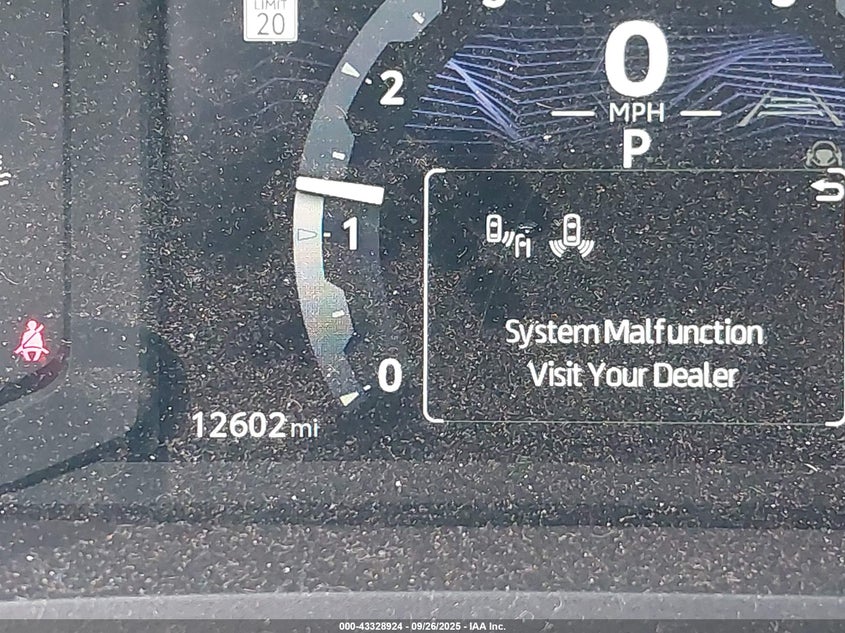 LIMIT
20
0
MPH
P
2
1
0
System Malfunction
Visit Your Dealer
12602 mi
000-43328924 - 09/26/2025 - IAA Inc.